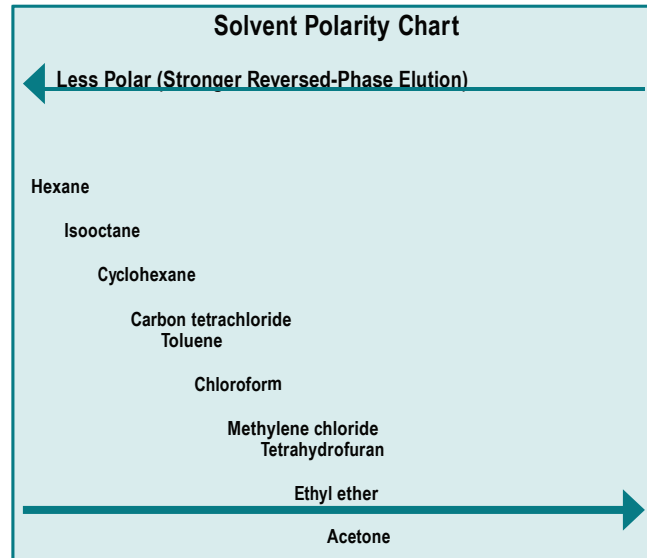 Solvent Polarity Chart
Less Polar (Stronger Reversed-Phase Elution)
Hexane
Isooctane
Cyclohexane
Carbon tetrachloride
Toluene
Chloroform
Methylene chloride
Tetrahydrofuran
Ethyl ether
Acetone